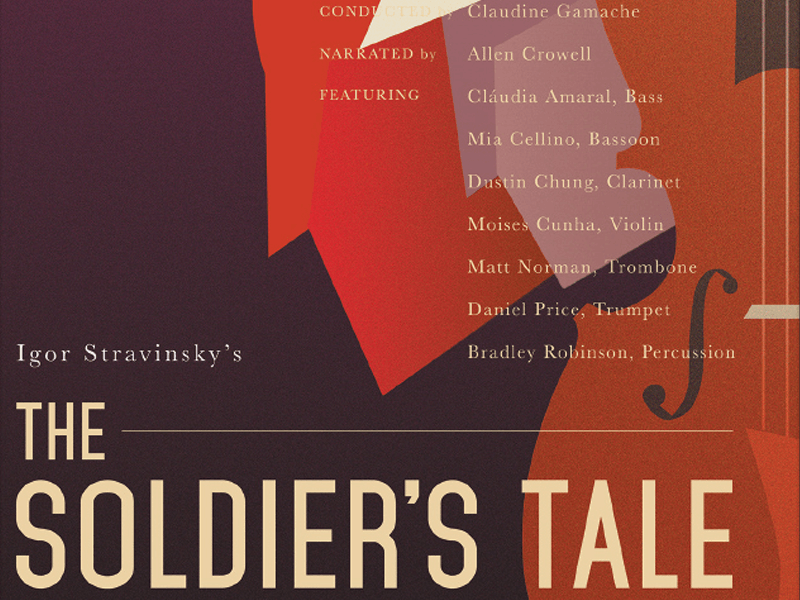 CONDUCTED by Claudine Gamache
NARRATED by Allen Crowell
FEATURING Cláudia Amaral, Bass
Mia Cellino, Bassoon
Dustin Chung, Clarinet
Moises Cunha, Violin
Matt Norman, Trombone
Daniel Price, Trumpet
Bradley Robinson, Percussion
Igor Stravinsky’s
THE
SOLDIER’S TALE